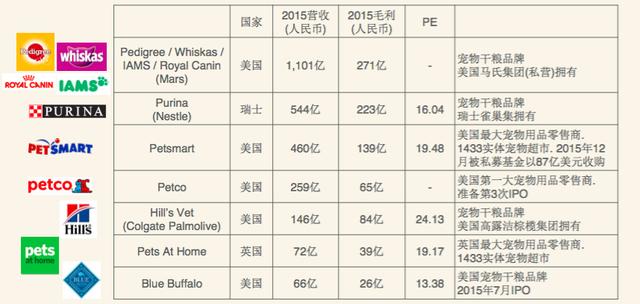 国家 2015营收 (人民币) 2015毛利 (人民币) PE
Pedigree
whiskas
ROYAL CANIN
IAMS
Pedigree / Whiskas /
IAMS / Royal Canin
(Mars)
美国 1,101亿 271亿 -
宠物干粮品牌
美国马氏集团(私营)拥有
PURINA
Purina
(Nestle)
瑞士 544亿 223亿 16.04
宠物干粮品牌
瑞士雀巢集拥有
PETSMART
Petsmart 美国 460亿 139亿 19.48
美国最大宠物用品零售商.
1433实体宠物超市. 2015年12
月被私募基金以87亿美元收购
petco
Petco 美国 259亿 65亿 -
美国第一大宠物用品零售商.
准备第3次IPO
Hill's
Hill's Vet
(Colgate Palmolive)
美国 146亿 84亿 24.13
宠物干粮品牌
美国高露洁棕榄集团拥有
pets
at home
Pets At Home 英国 72亿 39亿 19.17
英国最大宠物用品零售商.
1433实体宠物超市
BLUE
Blue Buffalo 美国 66亿 26亿 13.38
美国宠物干粮品牌
2015年7月IPO